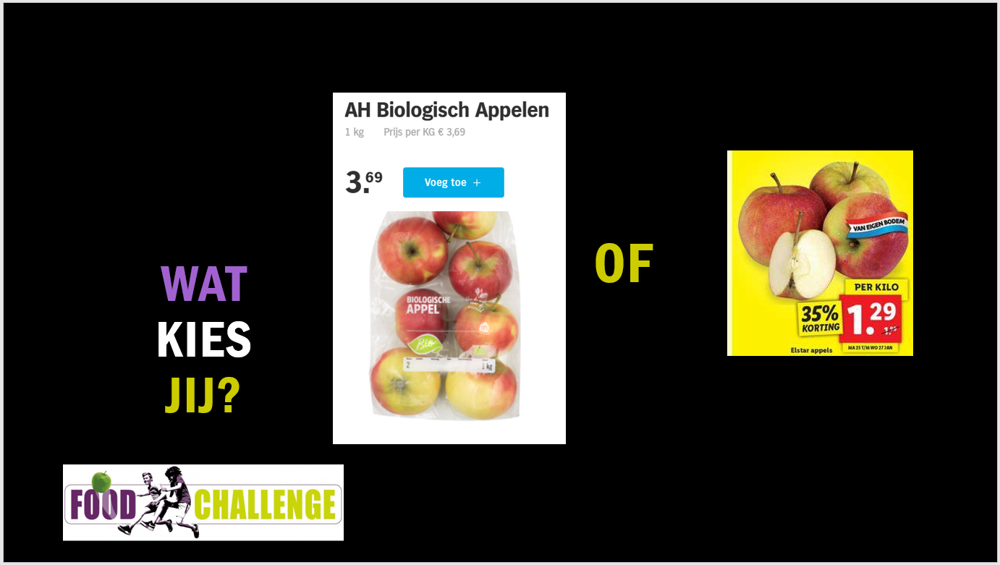 WAT
KIES
JIJ?
AH Biologisch Appelen
1 kg Prijs per KG € 3,69
3.69
Voeg toe +
BIOLOGISCHE
APPEL
Bio
2 1 kg
OF
VAN EIGEN BODEM
PER KILO
35%
KORTING
1.29
Elstar appels
MA 25 T/M WO 27 JAN
FOOD CHALLENGE